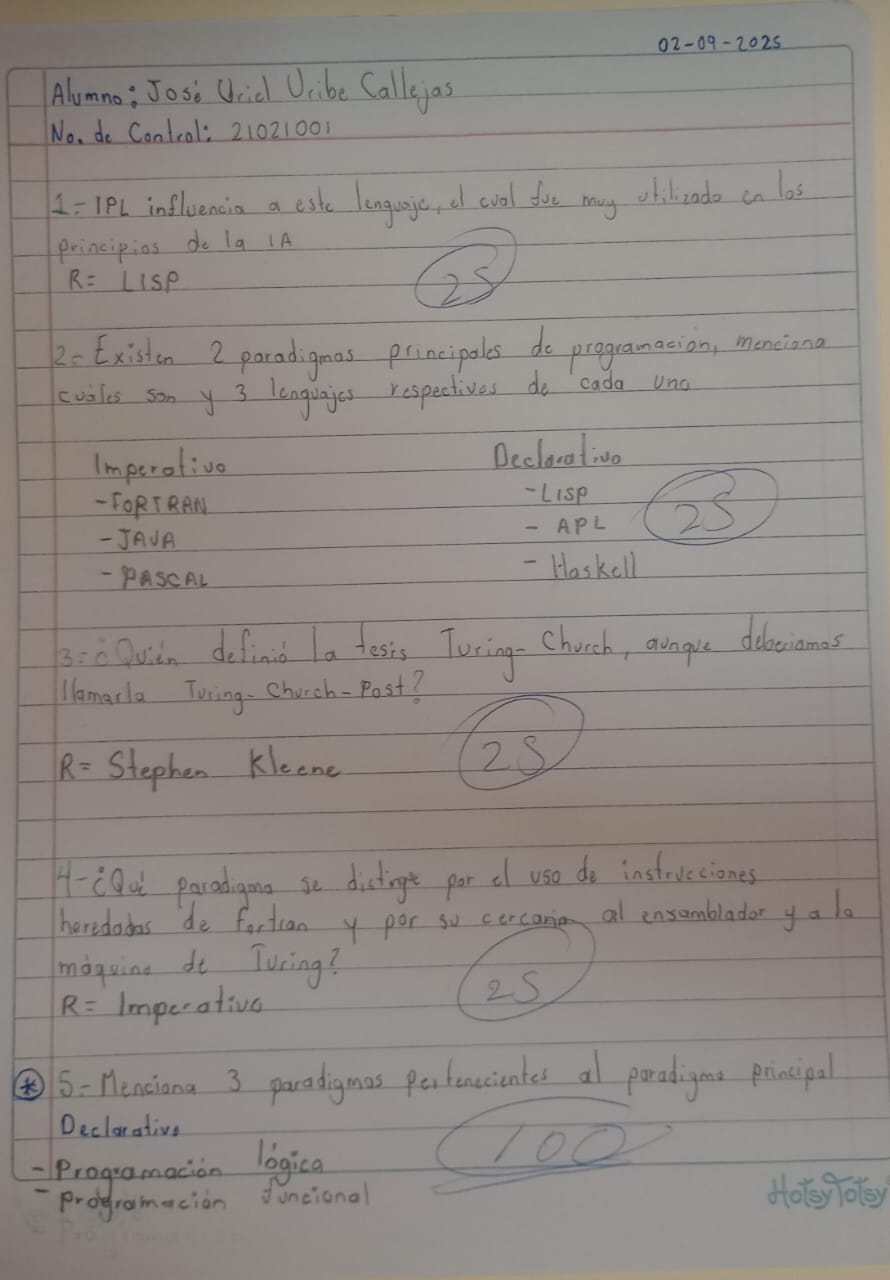 02-09-2025
Alumno: José Uriel Uribe Callejas
No. de Control: 21021001
1- IPL influencia a este lenguaje, el cual fue muy utilizado en los
principios de la IA
R= LISP
25
2- Existen 2 paradigmas principales de programación, menciona
cuáles son y 3 lenguajes respectivos de cada uno
Imperativo
-FORTRAN
-JAVA
-PASCAL
Declarativo
-LISP
- APL
- Haskell
25
3- ¿Quién definió la tesis Turing-Church, aunque deberiamos
llamarla Turing-Church-Post?
R= Stephen Kleene
25
4- ¿Qué paradigma se distinge por el uso de instrucciones
heredadas de fortran y por su cercania al ensamblador y a la
máquina de Turing?
R= Imperativo
25
* 5- Menciona 3 paradigmas pertenecientes al paradigma principal
Declarativo
- Programación lógica
- Programación funcional
100
HotsyTotsy